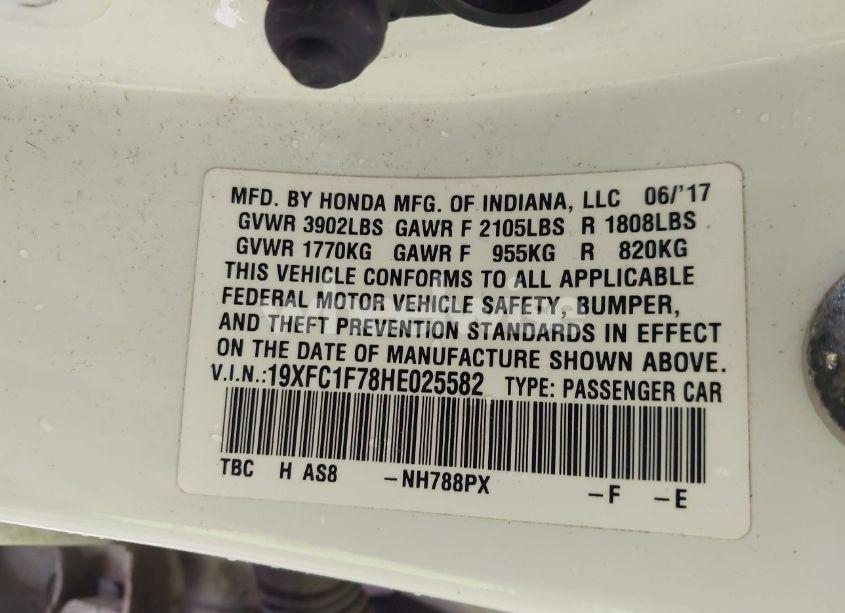 MFD. BY HONDA MFG. OF INDIANA, LLC 06/'17
GVWR 3902LBS GAWR F 2105LBS R 1808LBS
GVWR 1770KG GAWR F 955KG R 820KG
THIS VEHICLE CONFORMS TO ALL APPLICABLE
FEDERAL MOTOR VEHICLE SAFETY, BUMPER,
AND THEFT PREVENTION STANDARDS IN EFFECT
ON THE DATE OF MANUFACTURE SHOWN ABOVE.
V.I.N.:19XFC1F78HE025582 TYPE: PASSENGER CAR
TBC H AS8 -NH788PX -F -E